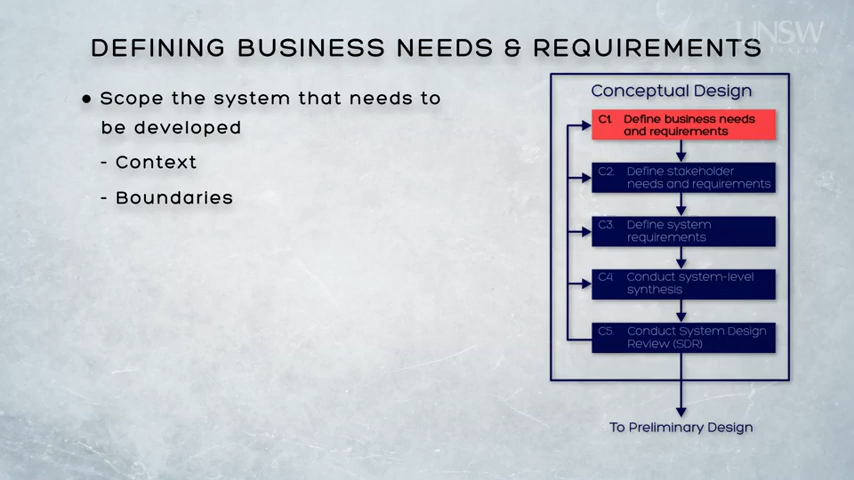 UNSW
DEFINING BUSINESS NEEDS & REQUIREMENTS
● Scope the system that needs to
be developed
- Context
- Boundaries
Conceptual Design
C1. Define business needs
and requirements
C2. Define stakeholder
needs and requirements
C3. Define system
requirements
C4. Conduct system-level
synthesis
C5. Conduct System Design
Review (SDR)
To Preliminary Design